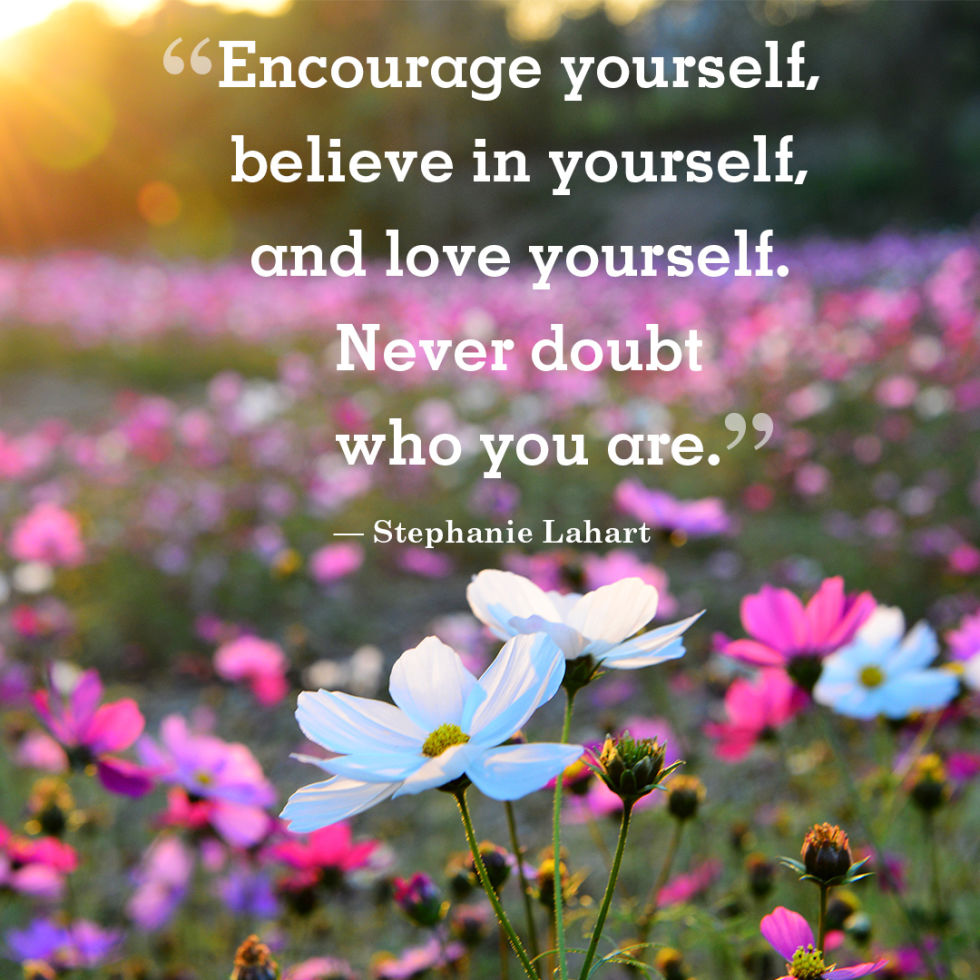 “Encourage yourself,
believe in yourself,
and love yourself.
Never doubt
who you are.”
— Stephanie Lahart